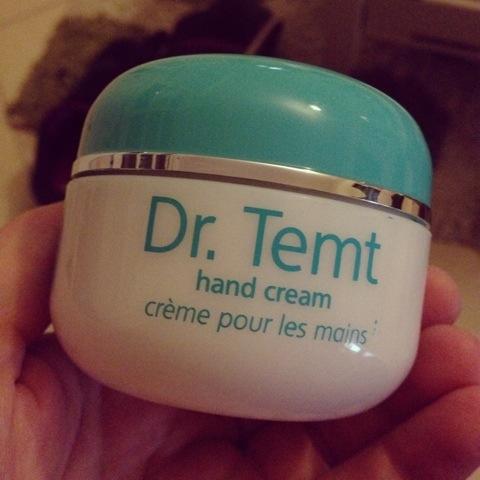 Dr. Temt
hand cream
crème pour les mains